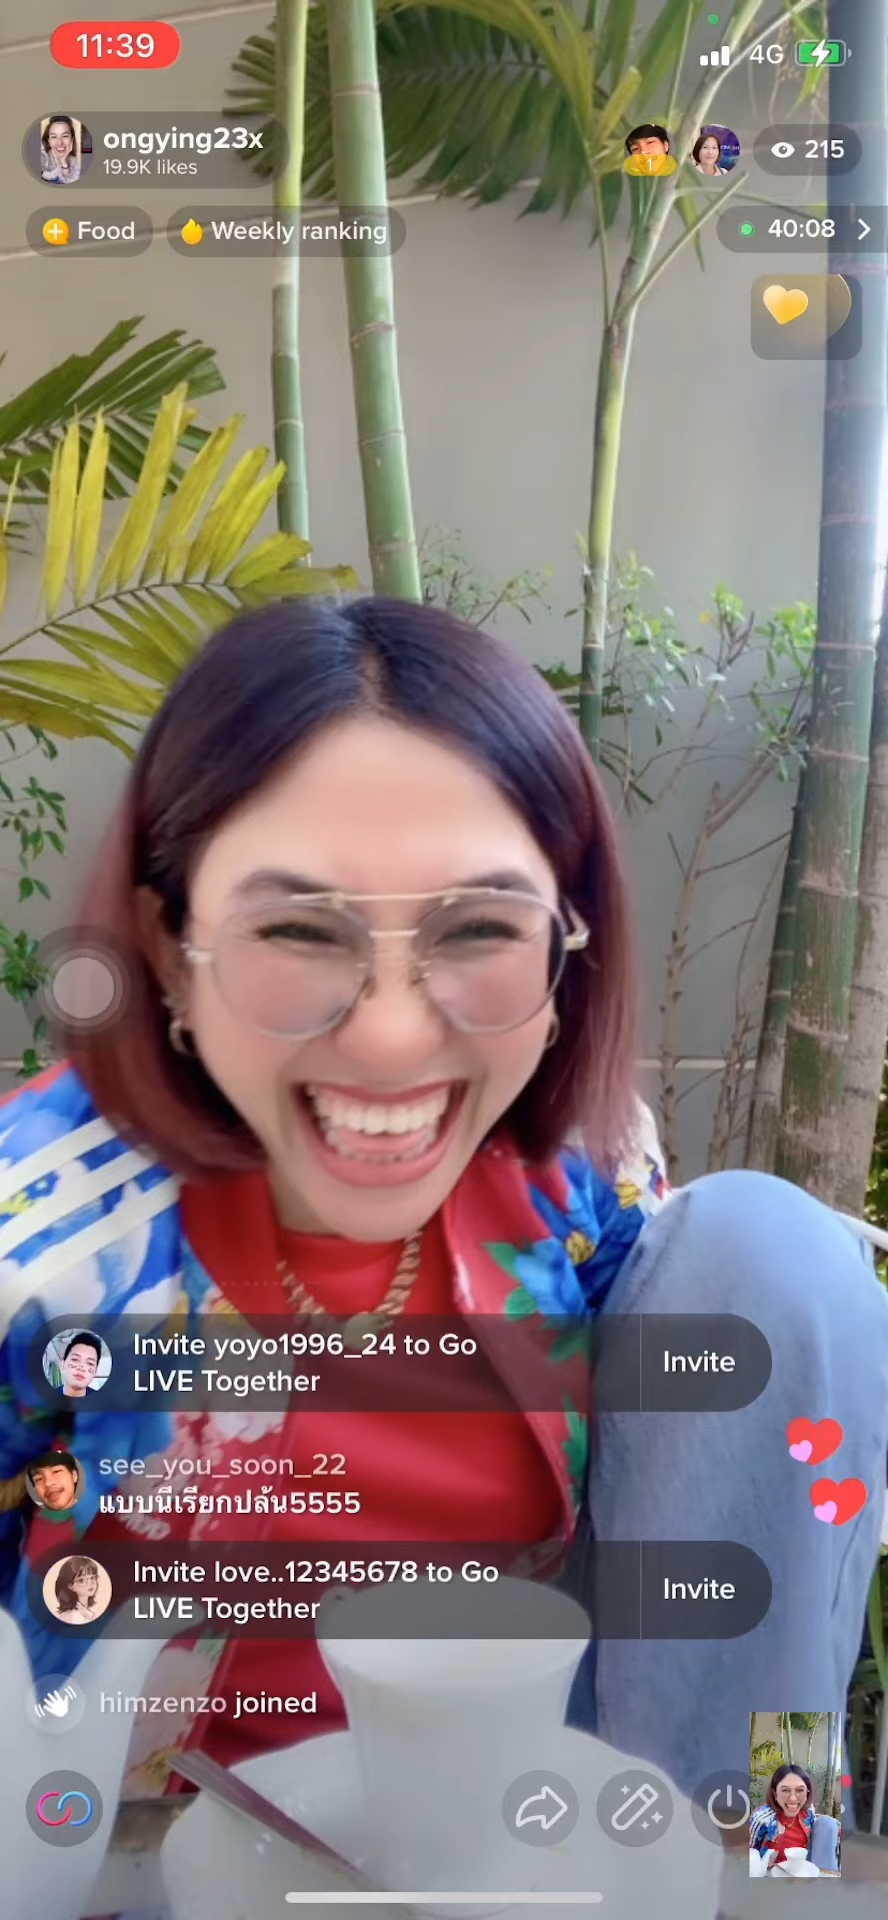 11:39
4G
ongying23x
19.9K likes
1
215
Food
Weekly ranking
40:08
Invite yoyo1996_24 to Go
LIVE Together
Invite
see_you_soon_22
แบบนี้เรียกปล้น5555
Invite love..12345678 to Go
LIVE Together
Invite
himzenzo joined